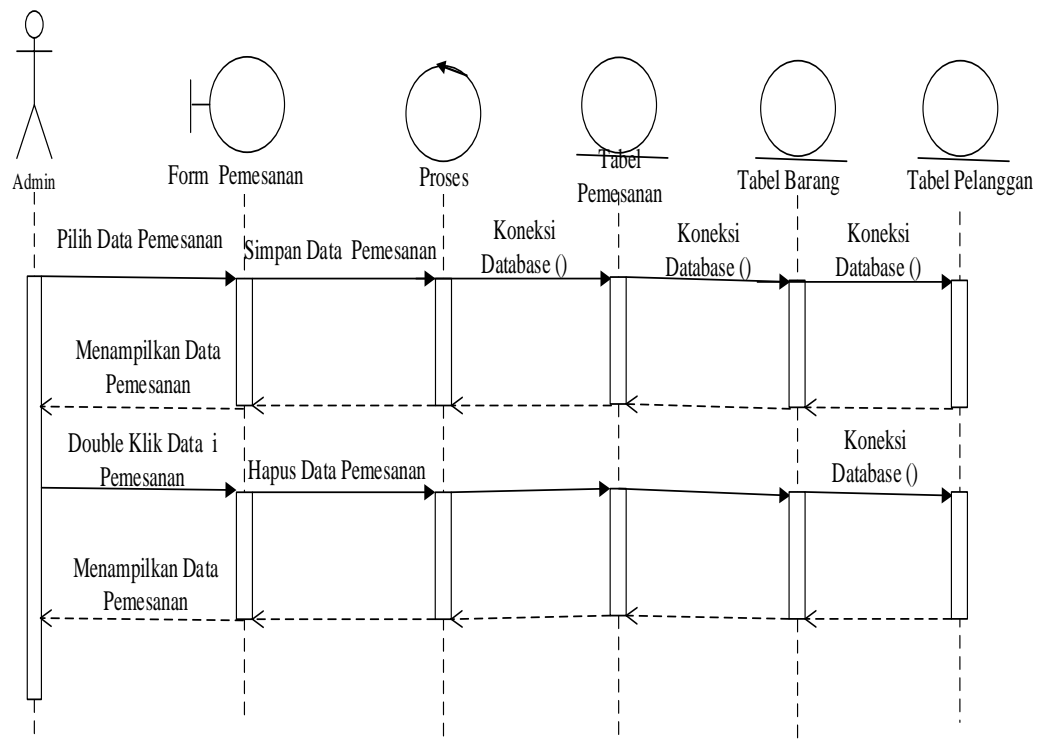 Admin
Form Pemesanan
Proses
Tabel
Pemesanan
Tabel Barang
Tabel Pelanggan
Pilih Data Pemesanan
Simpan Data Pemesanan
Koneksi
Database ()
Koneksi
Database ()
Koneksi
Database ()
Menampilkan Data
Pemesanan
Double Klik Data i
Pemesanan
Hapus Data Pemesanan
Koneksi
Database ()
Menampilkan Data
Pemesanan